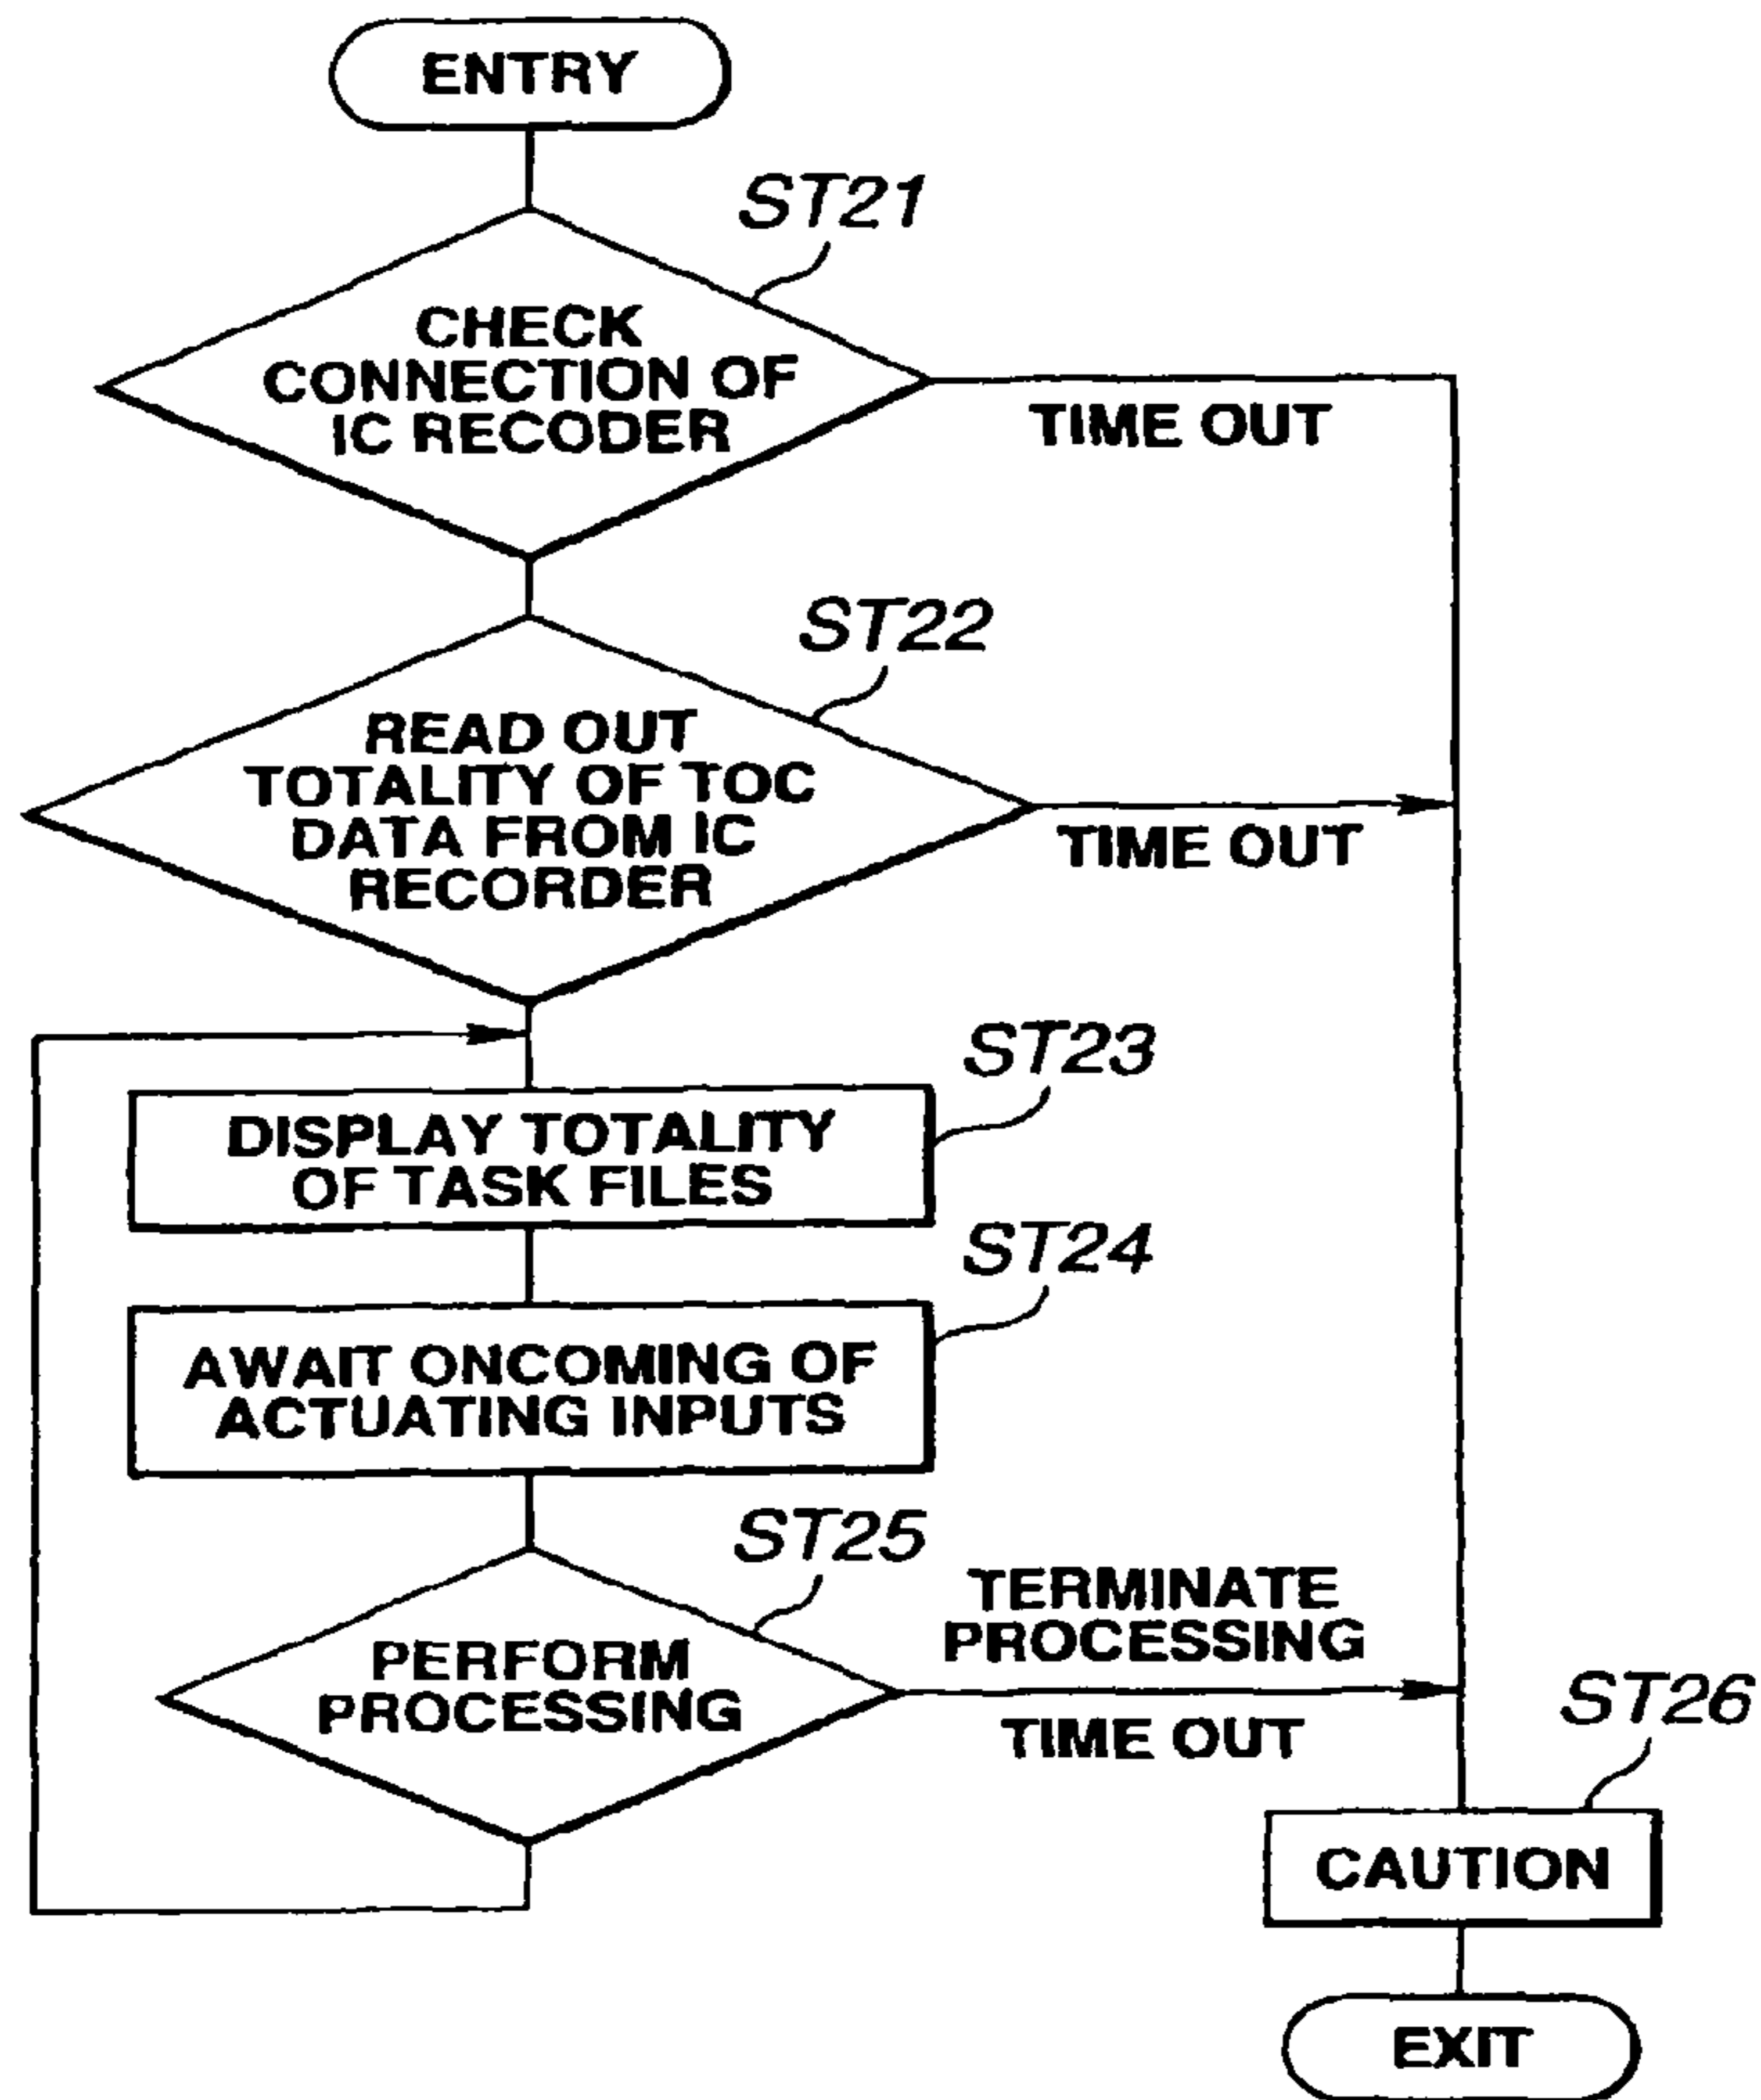 ENTRY
ST21
CHECK
CONNECTION OF
IC RECODER
TIME OUT
ST22
READ OUT
TOTALITY OF TOC
DATA FROM IC
RECORDER
TIME OUT
ST23
DISPLAY TOTALITY
OF TASK FILES
ST24
AWAIT ONCOMING OF
ACTUATING INPUTS
ST25
PERFORM
PROCESSING
TERMINATE
PROCESSING
TIME OUT
ST26
CAUTION
EXIT